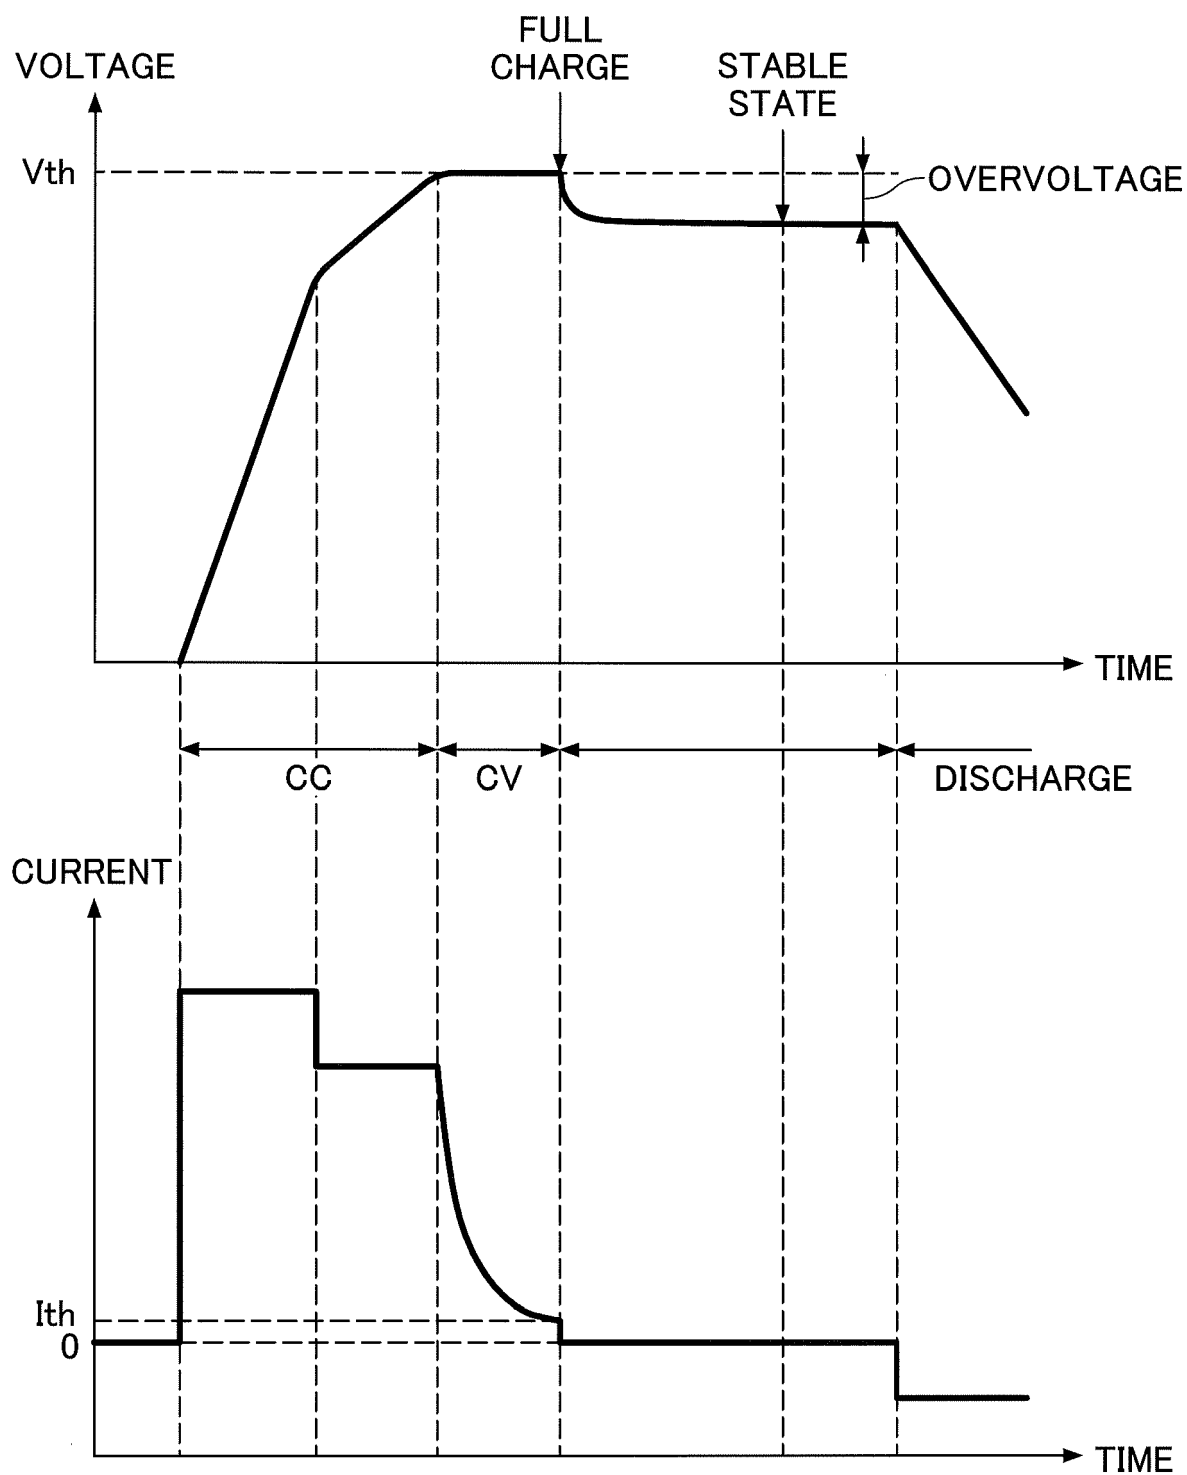 FULL
CHARGE
VOLTAGE
STABLE
STATE
Vth
OVERVOLTAGE
TIME
CC
CV
DISCHARGE
CURRENT
Ith
0
TIME